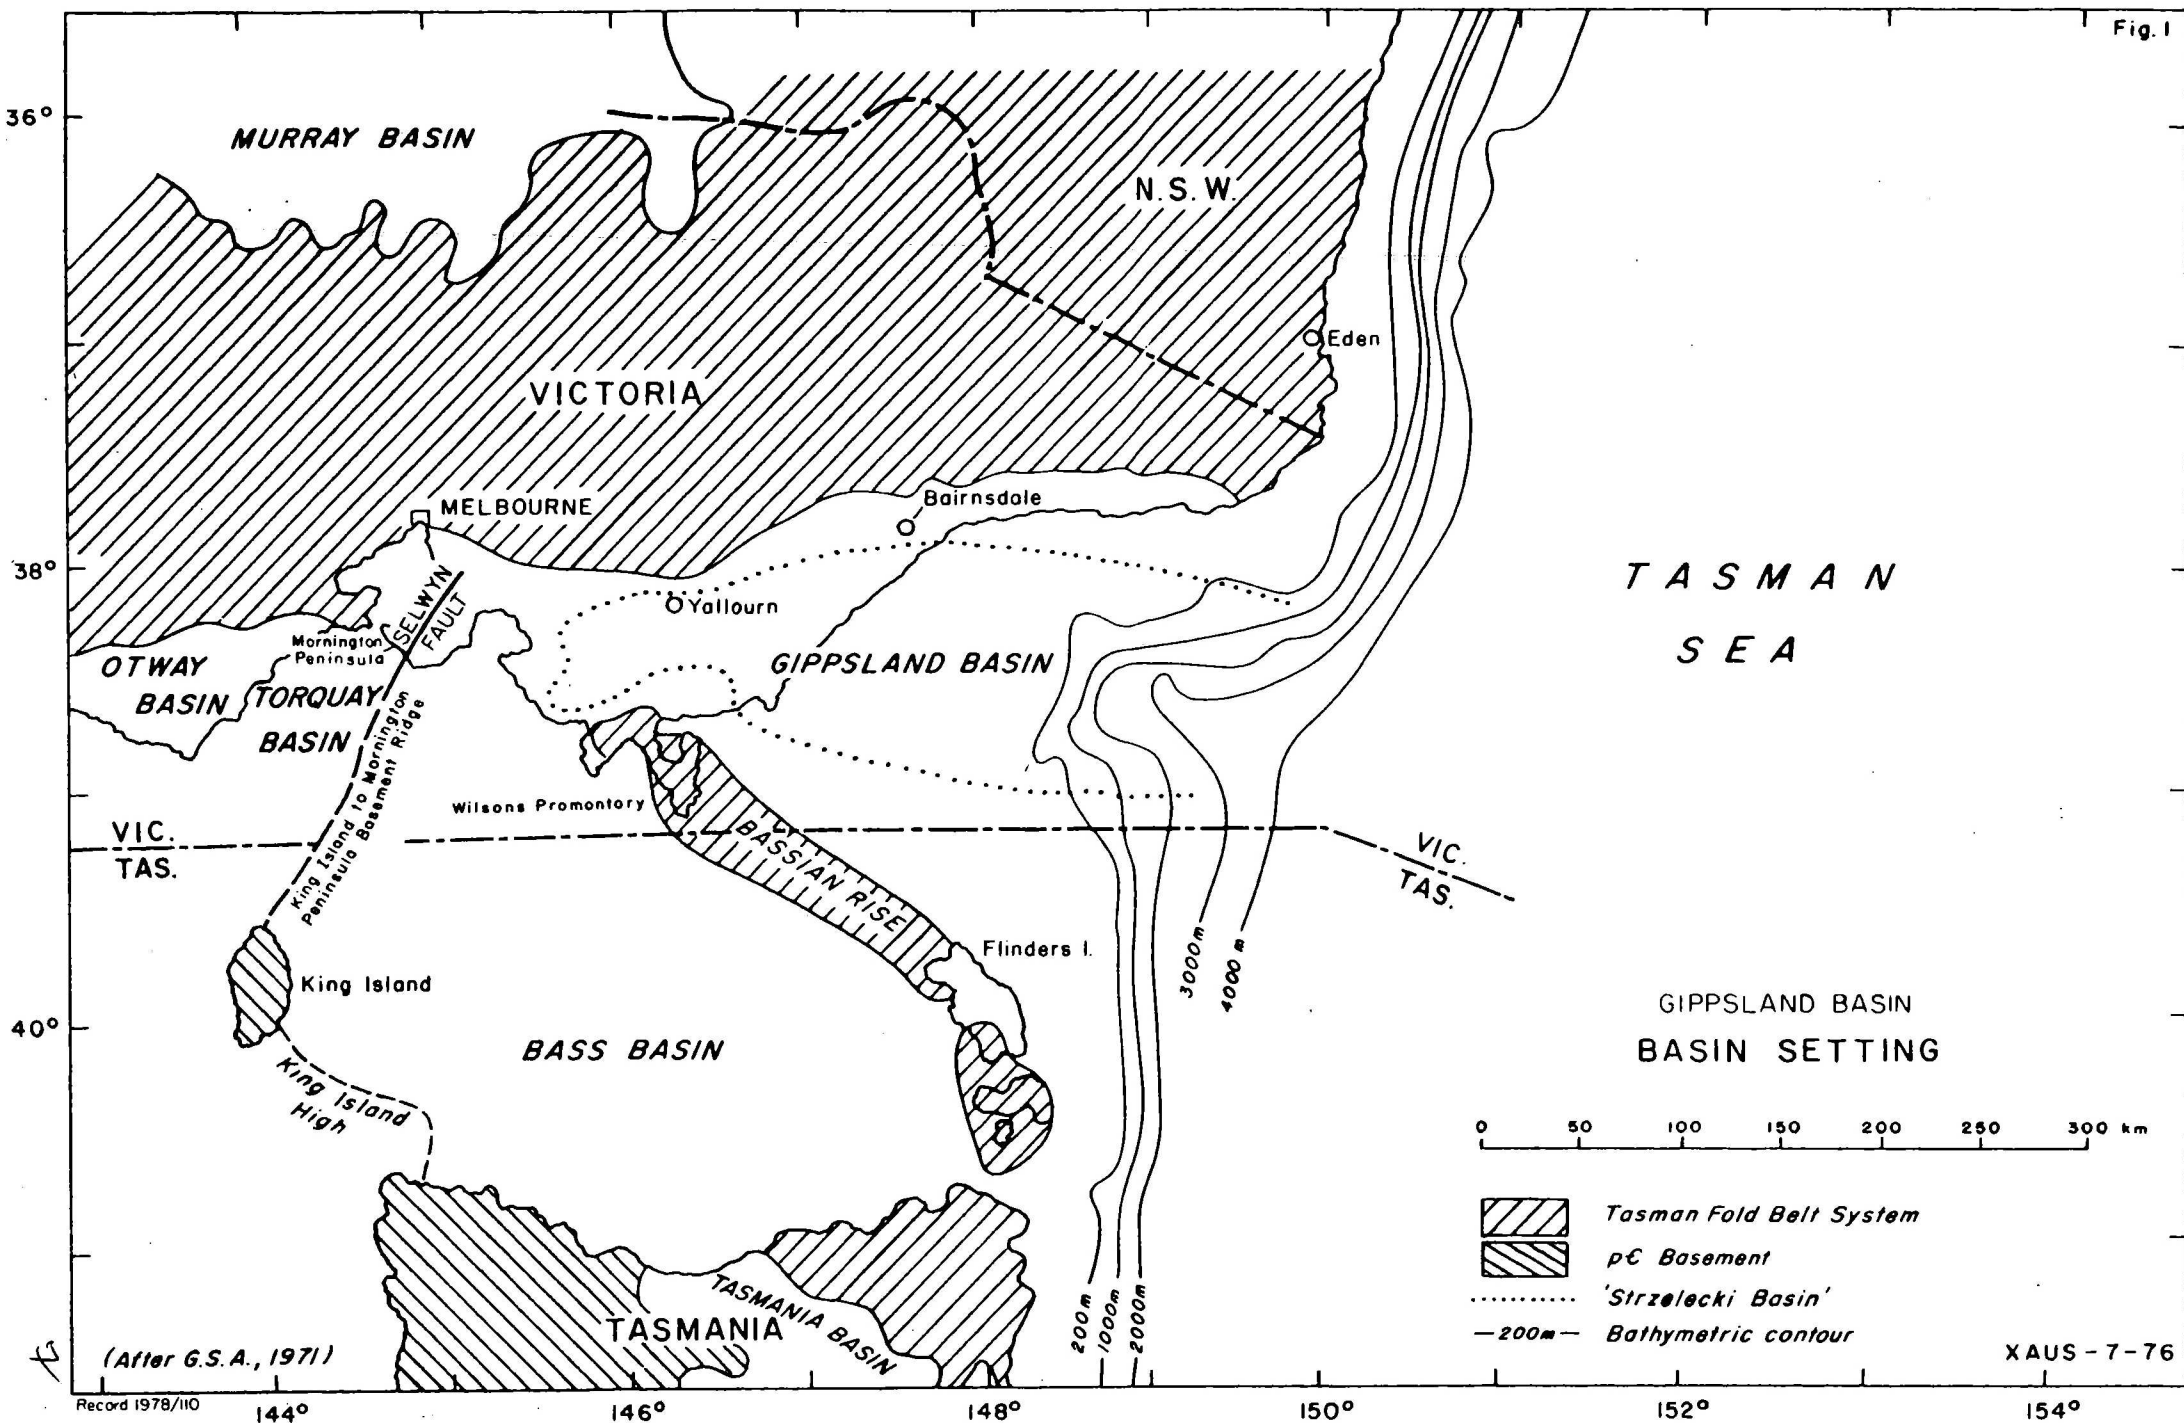 Fig. 1
36°
MURRAY BASIN
N.S.W.
Eden
VICTORIA
MELBOURNE
Bairnsdale
38°
SELWYN
FAULT
Yallourn
TASMAN
SEA
Mornington
Peninsula
OTWAY
BASIN
TORQUAY
BASIN
GIPPSLAND BASIN
King Island to Mornington
Peninsula Basement Ridge
Wilsons Promontory
VIC.
TAS.
BASSIAN RISE
VIC.
TAS.
Flinders I.
3000m
4000m
King Island
40°
BASS BASIN
King Island
High
GIPPSLAND BASIN
BASIN SETTING
0 50 100 150 200 250 300 km
Tasman Fold Belt System
p€ Basement
'Strzelecki Basin'
200m Bathymetric contour
200m
1000m
2000m
TASMANIA BASIN
TASMANIA
(After G.S.A., 1971)
XAUS-7-76
Record 1978/110
144° 146° 148° 150° 152° 154°